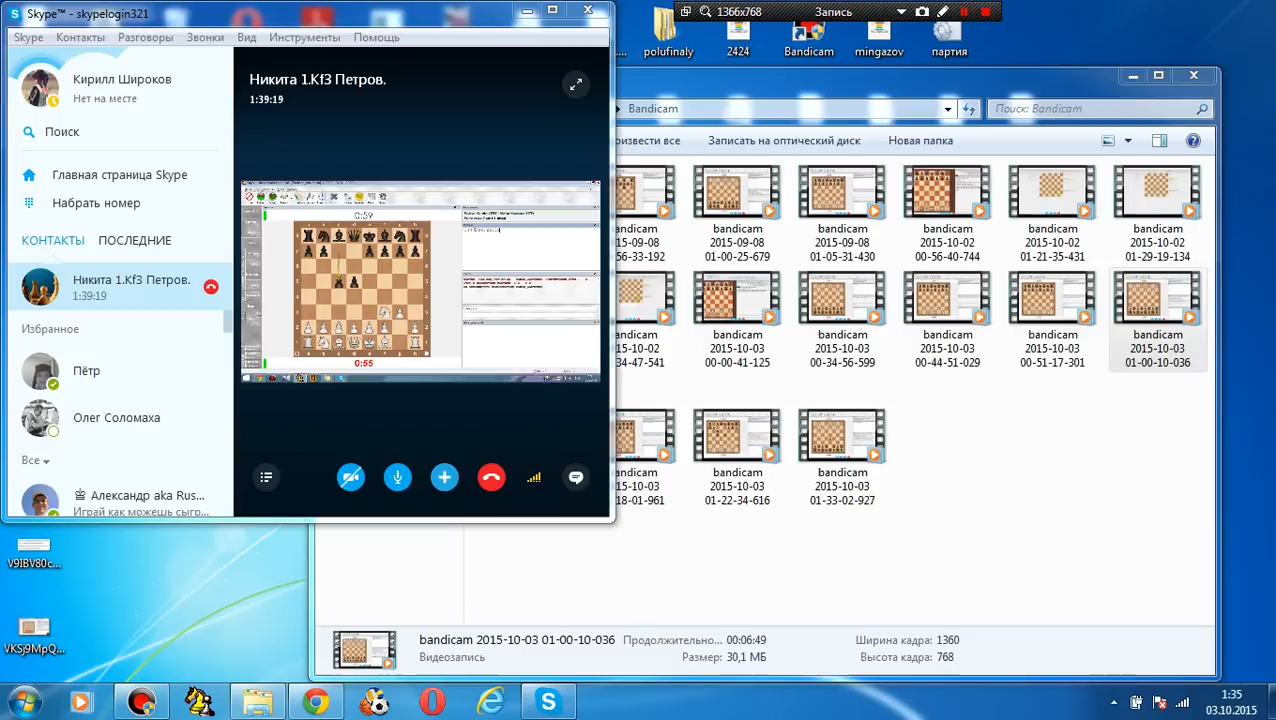 Skype™ - skypelogin321
Skype Контакты Разговоры Звонки Вид Инструменты Помощь
Кирилл Широков
Нет на месте
Поиск
Главная страница Skype
Набрать номер
КОНТАКТЫ ПОСЛЕДНИЕ
Никита 1.Kf3 Петров.
1:39:19
Избранное
Пётр
Олег Соломаха
Все
Александр aka Rus...
Играй как можешь сыгр...
Никита 1.Kf3 Петров.
1:39:19
0:59
0:55
1366x768 Запись
polufinaly
2424
Bandicam
mingazov
партия
Bandicam
Поиск: Bandicam
оизвести все Записать на оптический диск Новая папка
15-09-08
56-33-192
bandicam
2015-09-08
01-00-25-679
bandicam
2015-09-08
01-05-31-430
bandicam
2015-10-02
00-56-40-744
bandicam
2015-10-02
01-21-35-431
bandicam
2015-10-02
01-29-19-134
15-10-02
34-47-541
bandicam
2015-10-03
00-00-41-125
bandicam
2015-10-03
00-34-56-599
bandicam
2015-10-03
00-44-51-029
bandicam
2015-10-03
00-51-17-301
bandicam
2015-10-03
01-00-10-036
15-10-03
18-01-961
bandicam
2015-10-03
01-22-34-616
bandicam
2015-10-03
01-33-02-927
V9IBV80c...
VKSj9MpQ...
bandicam 2015-10-03 01-00-10-036 Продолжительно... 00:06:49 Ширина кадра: 1360
Видеозапись Размер: 30,1 МБ Высота кадра: 768
1:35
03.10.2015